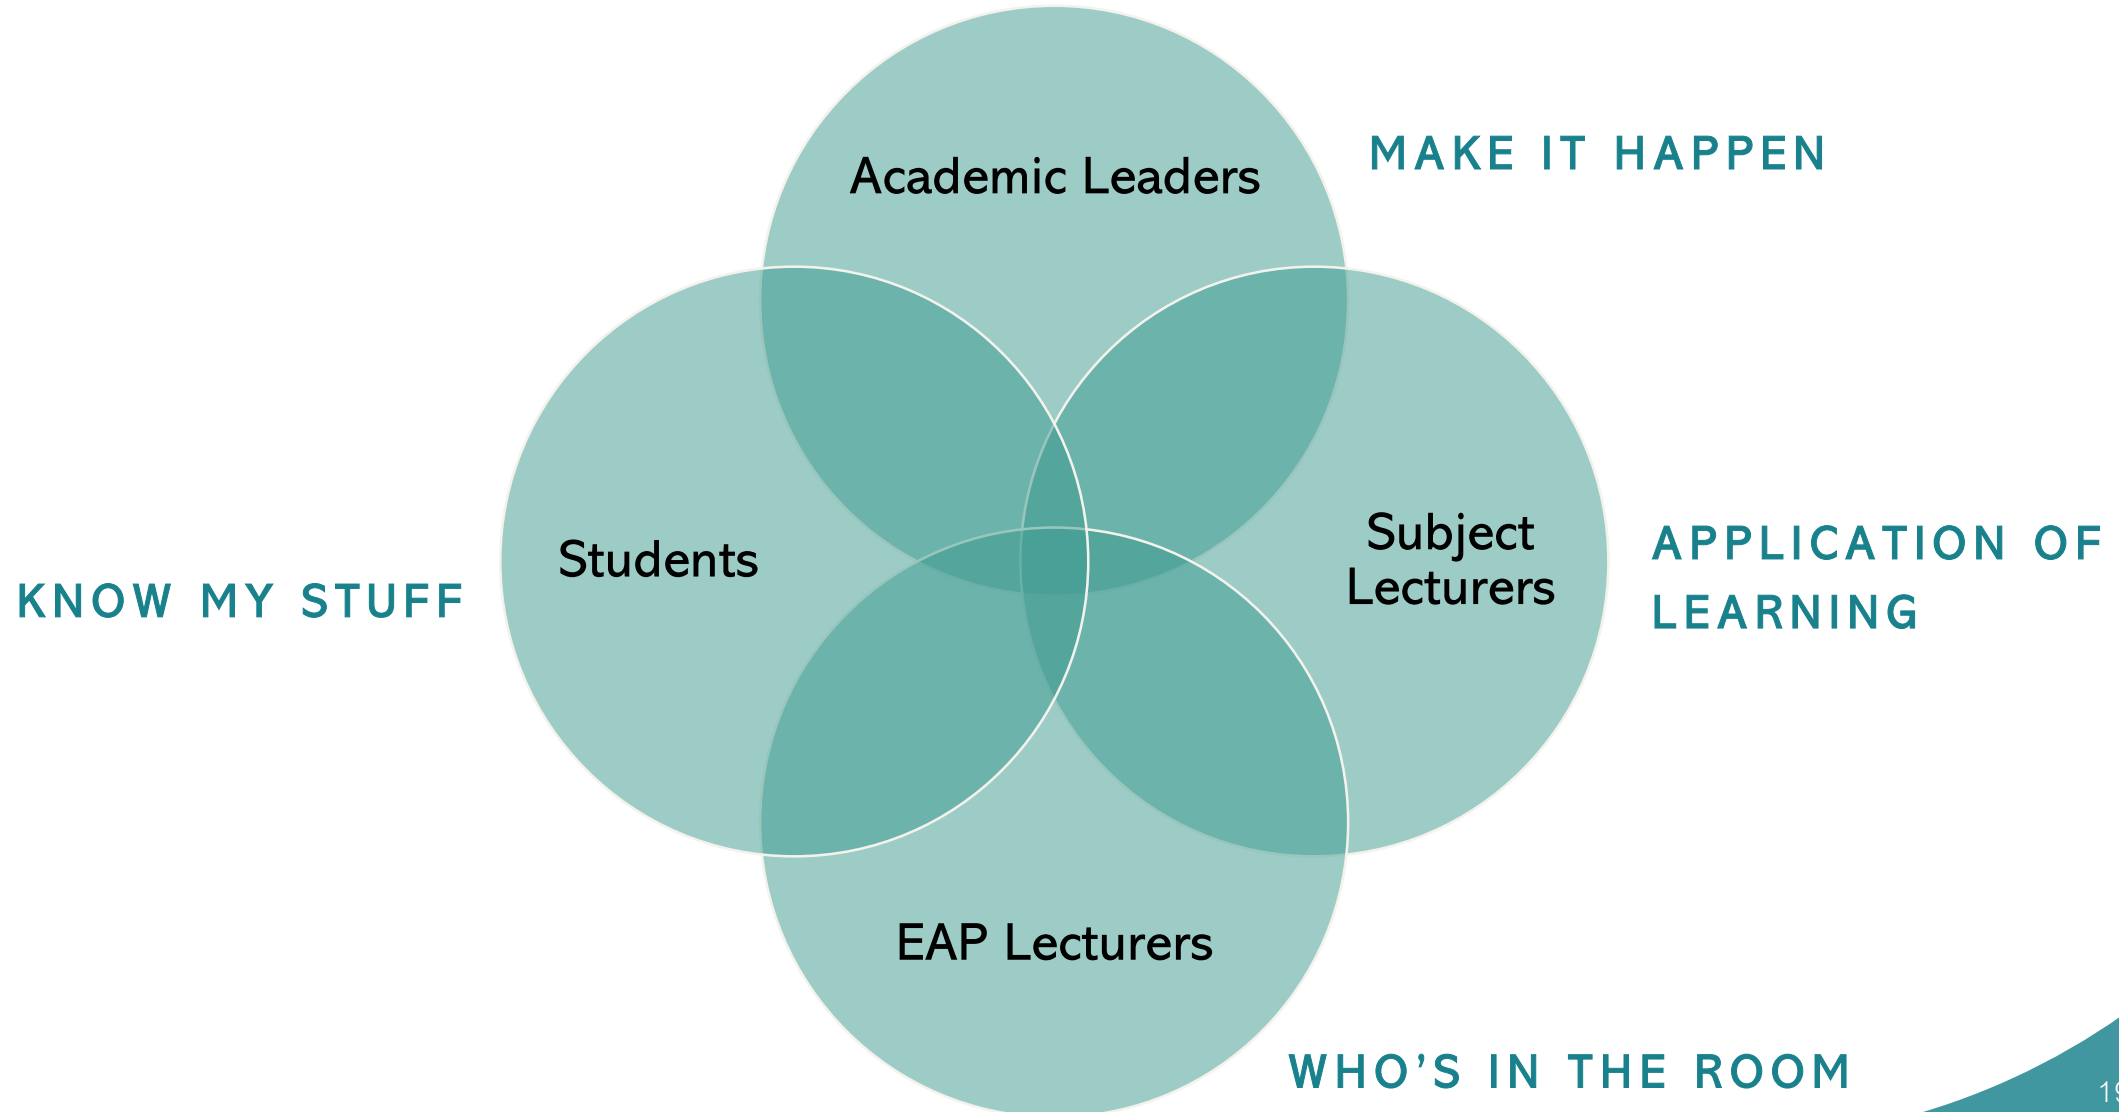 Academic Leaders
MAKE IT HAPPEN
Students
KNOW MY STUFF
Subject
Lecturers
APPLICATION OF
LEARNING
EAP Lecturers
WHO’S IN THE ROOM